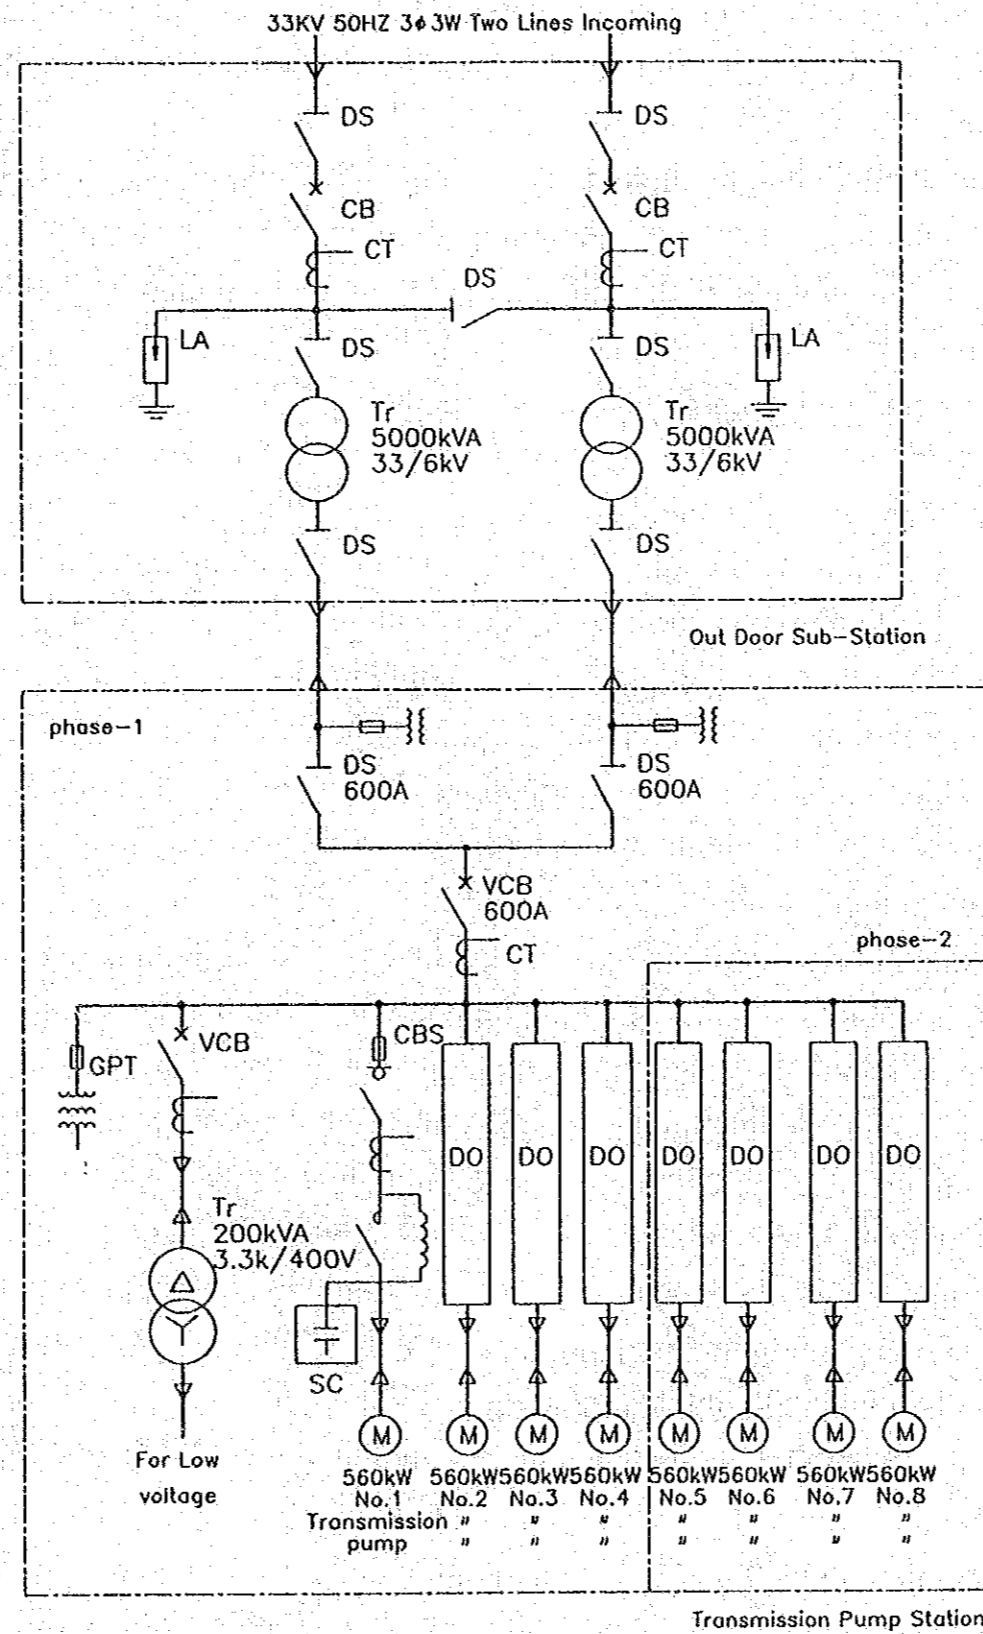 33KV 50HZ 3ϕ3W Two Lines Incoming
DS
DS
CB
CB
CT
CT
DS
LA
DS
DS
LA
Tr
5000kVA
33/6kV
Tr
5000kVA
33/6kV
DS
DS
Out Door Sub-Station
phase-1
DS
600A
DS
600A
VCB
600A
CT
phase-2
GPT
VCB
CBS
DO
DO
DO
DO
DO
DO
DO
Tr
200kVA
3.3k/400V
SC
M
M
M
M
M
M
M
M
For Low
voltage
560kW 560kW 560kW 560kW 560kW 560kW 560kW 560kW
No.1 No.2 No.3 No.4 No.5 No.6 No.7 No.8
Transmission " " " " " " "
pump " " " " " " "
Transmission Pump Station